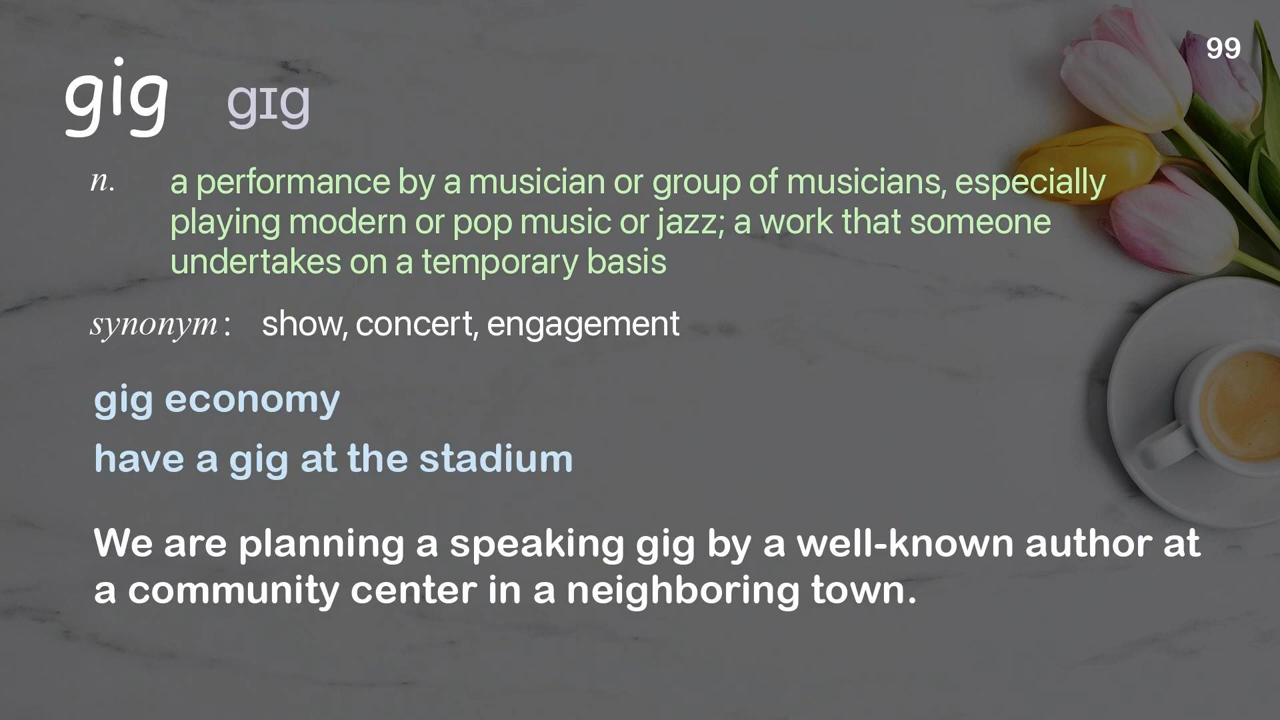 99
gig gɪg
n. a performance by a musician or group of musicians, especially
playing modern or pop music or jazz; a work that someone
undertakes on a temporary basis
synonym: show, concert, engagement
gig economy
have a gig at the stadium
We are planning a speaking gig by a well-known author at
a community center in a neighboring town.